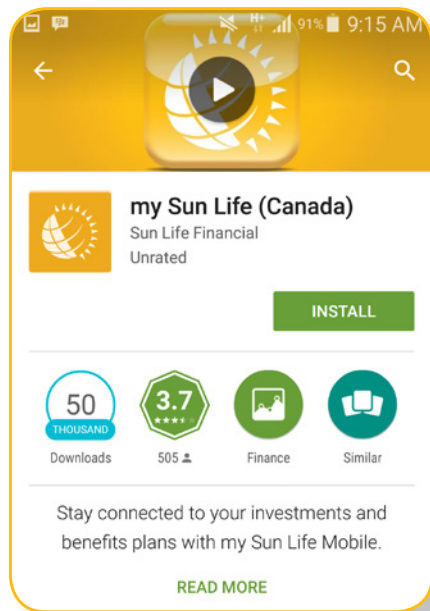 H+ 91% 9:15 AM
my Sun Life (Canada)
Sun Life Financial
Unrated
INSTALL
50
THOUSAND
3.7
Downloads 505 Finance Similar
Stay connected to your investments and
benefits plans with my Sun Life Mobile.
READ MORE